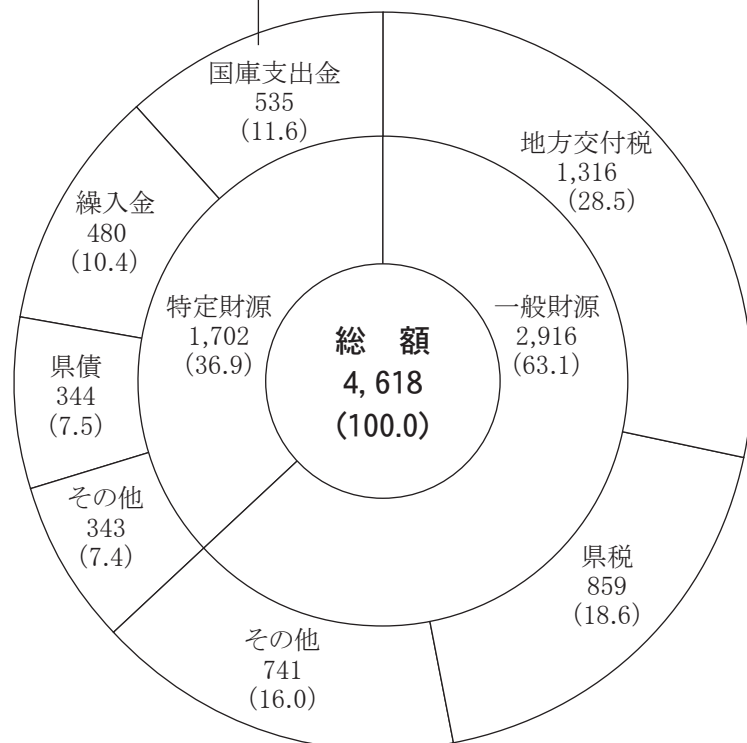 国庫支出金
535
(11.6)
地方交付税
1,316
(28.5)
繰入金
480
(10.4)
特定財源
1,702
(36.9)
一般財源
2,916
(63.1)
総 額
4,618
(100.0)
県債
344
(7.5)
その他
343
(7.4)
県税
859
(18.6)
その他
741
(16.0)